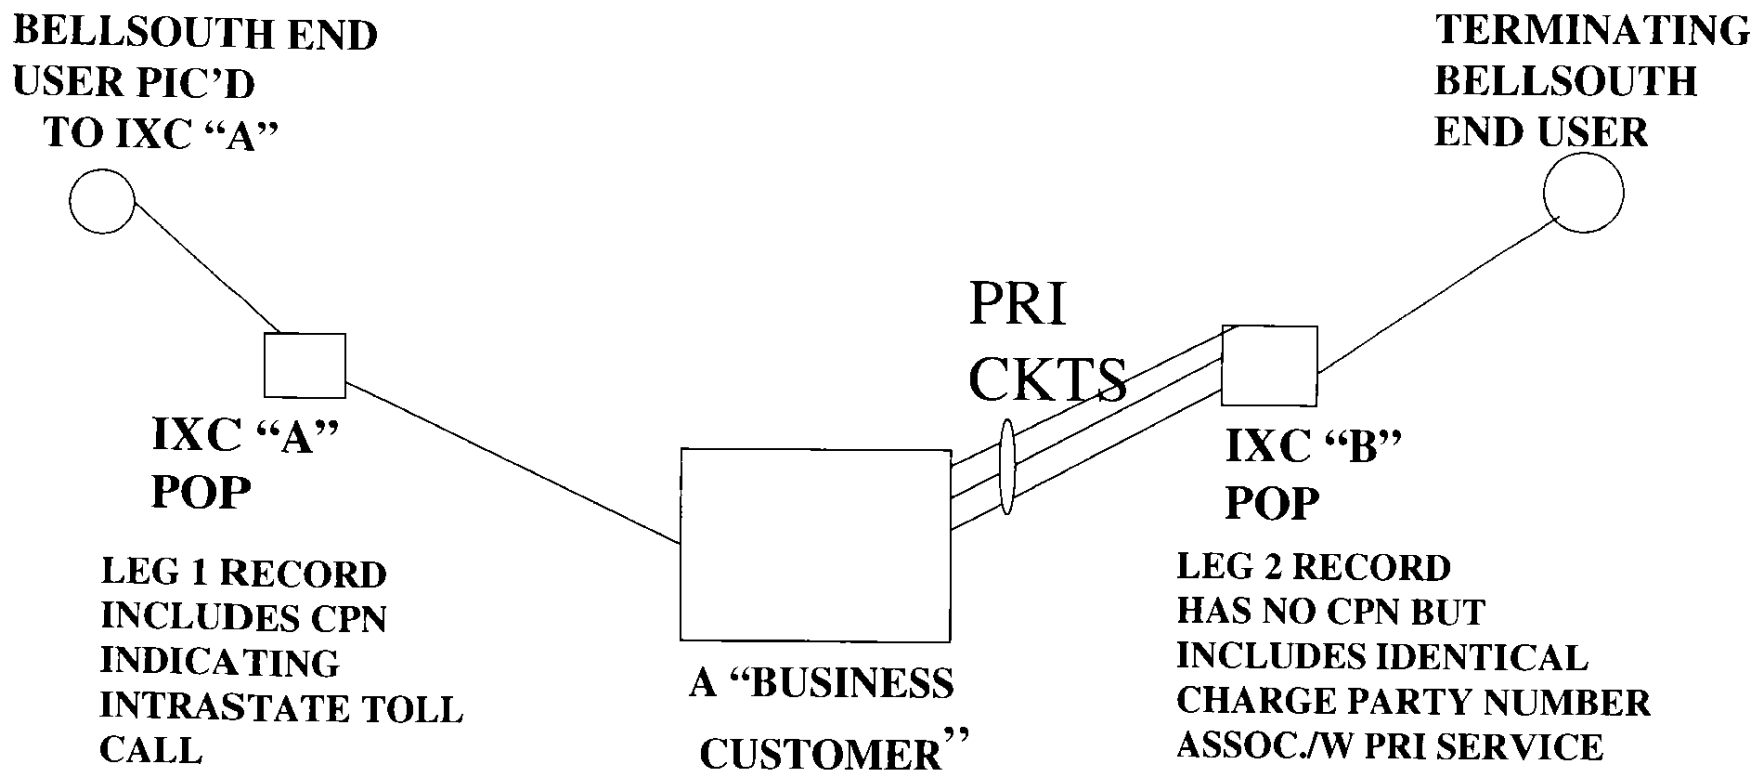 BELLSOUTH END
USER PIC’D
TO IXC “A”
TERMINATING
BELLSOUTH
END USER
PRI
CKTS
IXC “A”
POP
IXC “B”
POP
LEG 1 RECORD
INCLUDES CPN
INDICATING
INTRASTATE TOLL
CALL
A “BUSINESS
CUSTOMER”
LEG 2 RECORD
HAS NO CPN BUT
INCLUDES IDENTICAL
CHARGE PARTY NUMBER
ASSOC./W PRI SERVICE